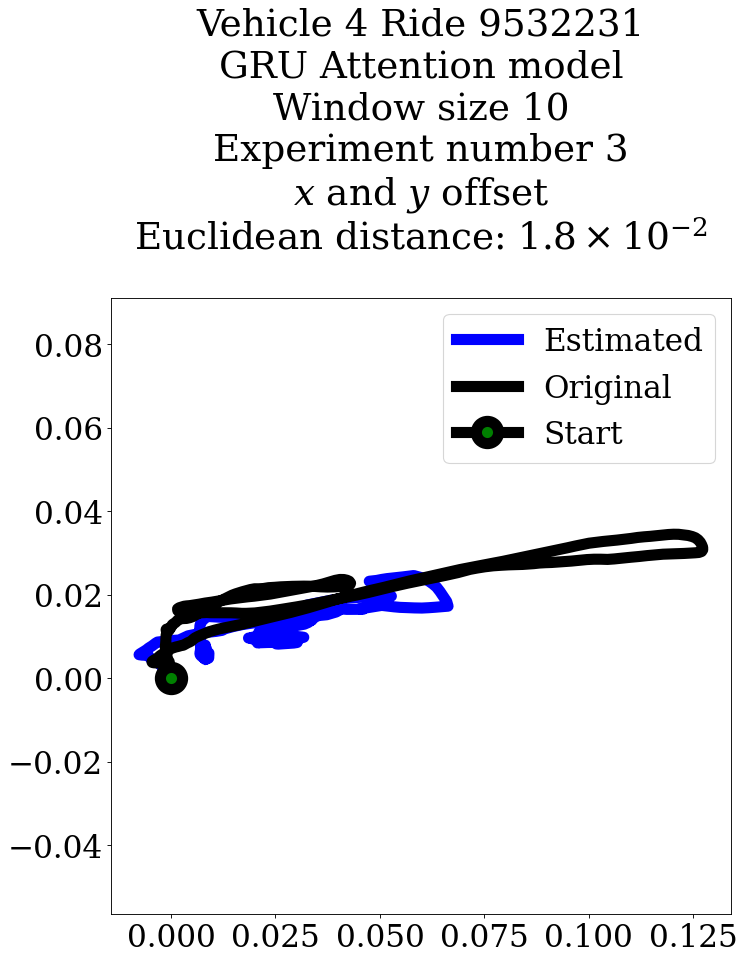 Vehicle 4 Ride 9532231
GRU Attention model
Window size 10
Experiment number 3
x and y offset
Euclidean distance: 1.8 × 10⁻²
Estimated
Original
Start
0.08
0.06
0.04
0.02
0.00
−0.02
−0.04
0.000 0.025 0.050 0.075 0.100 0.125